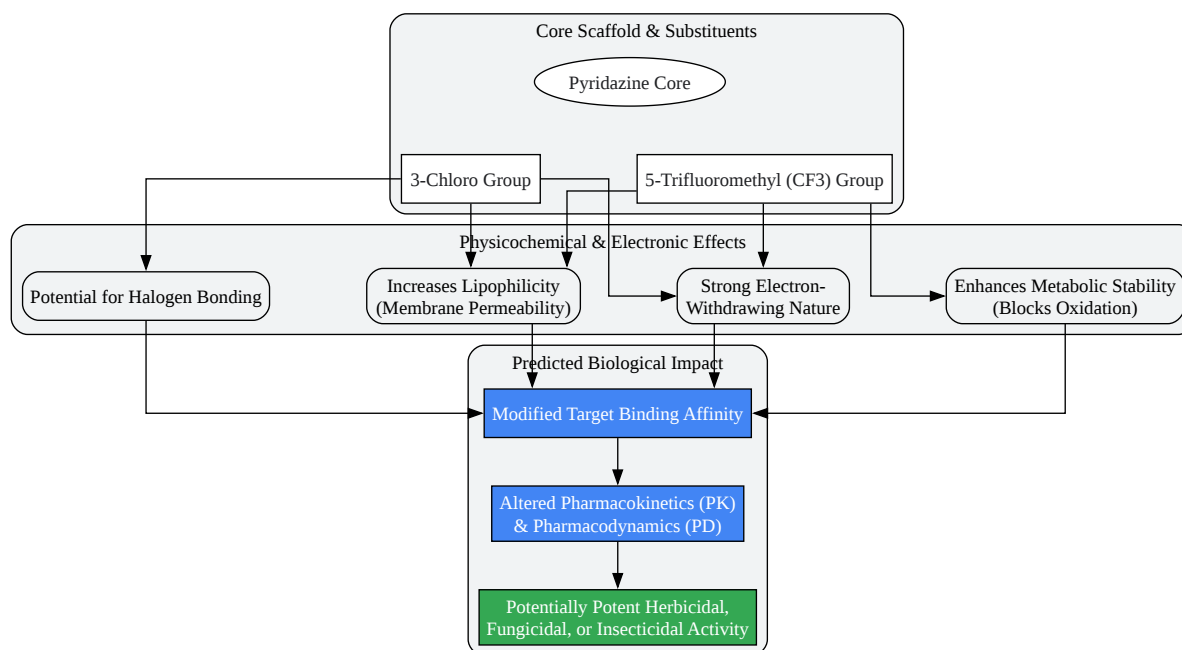 Core Scaffold & Substituents
Pyridazine Core
3-Chloro Group
5-Trifluoromethyl (CF3) Group
Physicochemical & Electronic Effects
Potential for Halogen Bonding
Increases Lipophilicity
(Membrane Permeability)
Strong Electron-
Withdrawing Nature
Enhances Metabolic Stability
(Blocks Oxidation)
Predicted Biological Impact
Modified Target Binding Affinity
Altered Pharmacokinetics (PK)
& Pharmacodynamics (PD)
Potentially Potent Herbicidal,
Fungicidal, or Insecticidal Activity